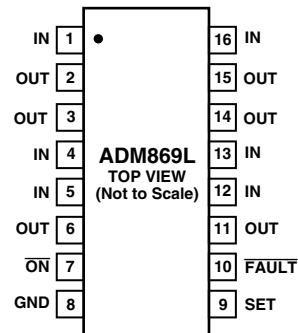 IN 1 16 IN
OUT 2 15 OUT
OUT 3 14 OUT
IN 4 13 IN
ADM869L
TOP VIEW
(Not to Scale)
IN 5 12 IN
OUT 6 11 OUT
ON 7 10 FAULT
GND 8 9 SET